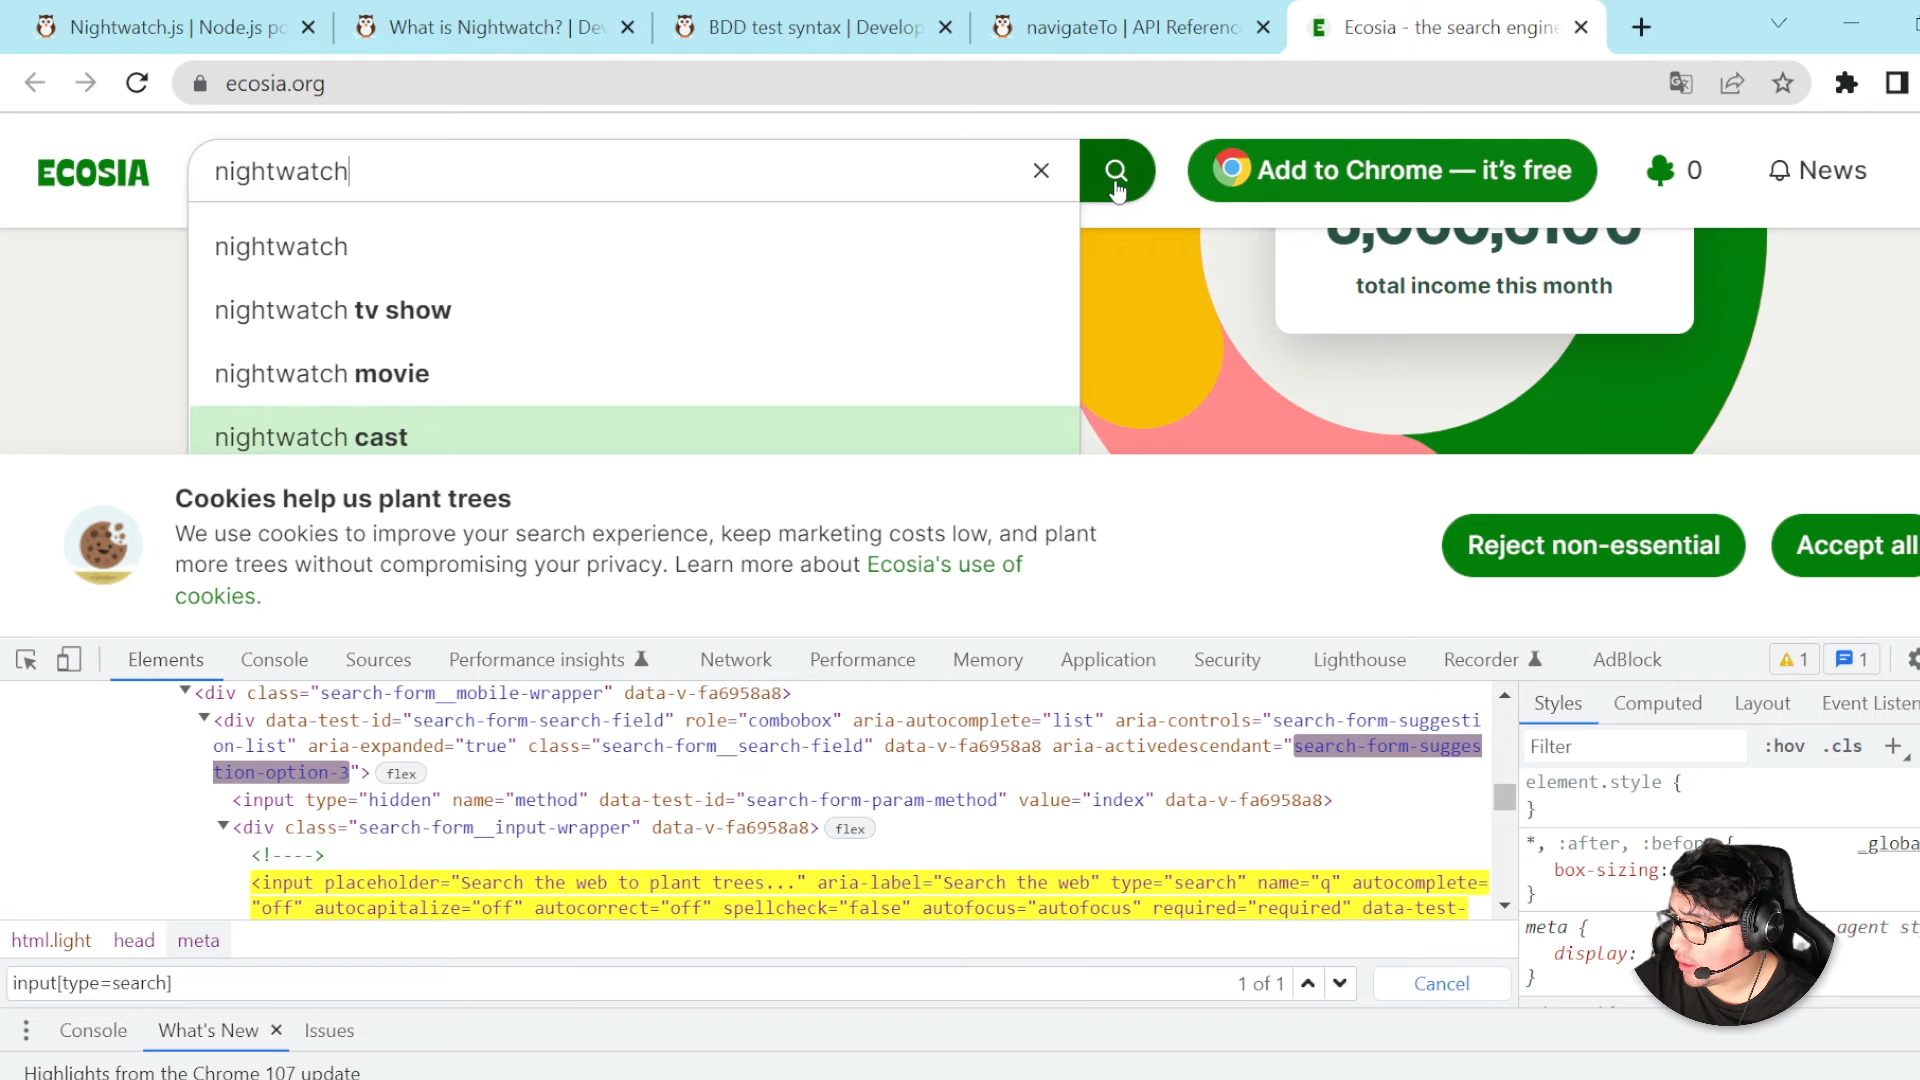 Nightwatch.js | Node.js po
What is Nightwatch? | Dev
BDD test syntax | Develop
navigateTo | API Reference
Ecosia - the search engine
ecosia.org
ECOSIA
nightwatch
Add to Chrome — it's free
0
News
nightwatch
nightwatch tv show
nightwatch movie
nightwatch cast
total income this month
Cookies help us plant trees
We use cookies to improve your search experience, keep marketing costs low, and plant
more trees without compromising your privacy. Learn more about Ecosia's use of
cookies.
Reject non-essential
Accept all
Elements
Console
Sources
Performance insights
Network
Performance
Memory
Application
Security
Lighthouse
Recorder
AdBlock
1
1
<div class="search-form__mobile-wrapper" data-v-fa6958a8>
<div data-test-id="search-form-search-field" role="combobox" aria-autocomplete="list" aria-controls="search-form-suggesti
on-list" aria-expanded="true" class="search-form__search-field" data-v-fa6958a8 aria-activedescendant="search-form-sugges
tion-option-3"> flex
<input type="hidden" name="method" data-test-id="search-form-param-method" value="index" data-v-fa6958a8>
<div class="search-form__input-wrapper" data-v-fa6958a8> flex
<!---->
<input placeholder="Search the web to plant trees..." aria-label="Search the web" type="search" name="q" autocomplete=
"off" autocapitalize="off" autocorrect="off" spellcheck="false" autofocus="autofocus" required="required" data-test-
Styles
Computed
Layout
Event Listen
Filter
:hov
.cls
element.style {
}
*, :after, :before {
_globa
box-sizing:
}
meta {
agent st
display:
}
html.light
head
meta
input[type=search]
1 of 1
Cancel
Console
What's New
Issues
Highlights from the Chrome 107 update